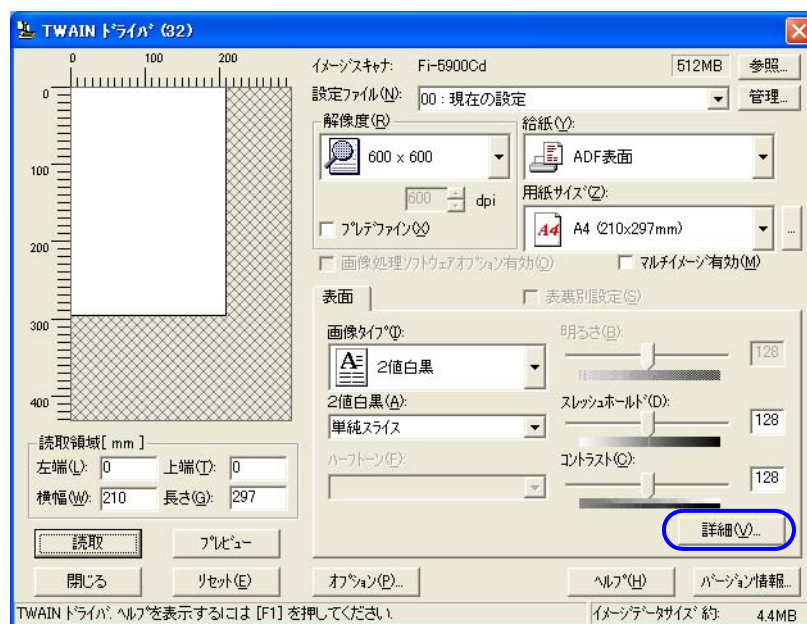 TWAIN ﾄﾞﾗｲﾊﾞ (32)
0 100 200
0
100
200
300
400
ｲﾒｰｼﾞｽｷｬﾅ: Fi-5900Cd 512MB 参照...
設定ファイル(N): 00 : 現在の設定 管理...
解像度(R)
600 × 600
600 dpi
ﾌﾟﾚﾃﾞﾌｧｲﾝ(X)
給紙(Y):
ADF表面
用紙ｻｲｽﾞ(Z):
A4 A4 (210x297mm) ...
画像処理ｿﾌﾄｳｪｱｵﾌﾟｼｮﾝ有効(O) ﾏﾙﾁｲﾒｰｼﾞ有効(M)
表面 表裏別設定(S)
画像ﾀｲﾌﾟ(I):
A 2値白黒
2値白黒(A):
単純ｽﾗｲｽ
ﾊｰﾌﾄｰﾝ(F):
明るさ(B):
128
ｽﾚｯｼｭﾎｰﾙﾄﾞ(D):
128
ｺﾝﾄﾗｽﾄ(C):
128
詳細(V)...
読取領域[ mm ]
左端(L): 0 上端(T): 0
横幅(W): 210 長さ(G): 297
読取 ﾌﾟﾚﾋﾞｭｰ
閉じる ﾘｾｯﾄ(E) ｵﾌﾟｼｮﾝ(P)... ﾍﾙﾌﾟ(H) ﾊﾞｰｼﾞｮﾝ情報...
TWAIN ﾄﾞﾗｲﾊﾞ. ﾍﾙﾌﾟを表示するには [F1] を押してください. ｲﾒｰｼﾞﾃﾞｰﾀｻｲｽﾞ 約: 4.4MB